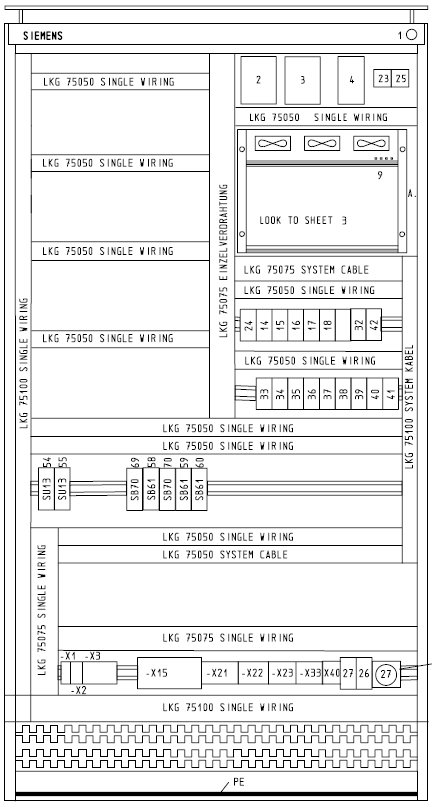 SIEMENS 1
2 3 4 23 25
LKG 75050 SINGLE WIRING
LKG 75050 SINGLE WIRING
LKG 75050 SINGLE WIRING
9
A.
LOOK TO SHEET 3
LKG 75075 EINZELVERDRAHTUNG
LKG 75050 SINGLE WIRING
LKG 75075 SYSTEM CABLE
LKG 75050 SINGLE WIRING
LKG 75100 SINGLE WIRING
24 14 15 16 17 18 32 42
LKG 75050 SINGLE WIRING
LKG 75050 SINGLE WIRING
LKG 75100 SYSTEM KABEL
33 34 35 36 37 38 39 40 41
LKG 75050 SINGLE WIRING
LKG 75050 SINGLE WIRING
54 55 69 58 70 59 60
SU13 SU13 SB70 SB61 SB70 SB61 SB61
LKG 75050 SINGLE WIRING
LKG 75050 SYSTEM CABLE
LKG 75075 SINGLE WIRING
LKG 75075 SINGLE WIRING
-X1 -X3
-X15 -X21 -X22 -X23 -X33 X40 27 26 27
-X2
LKG 75100 SINGLE WIRING
PE